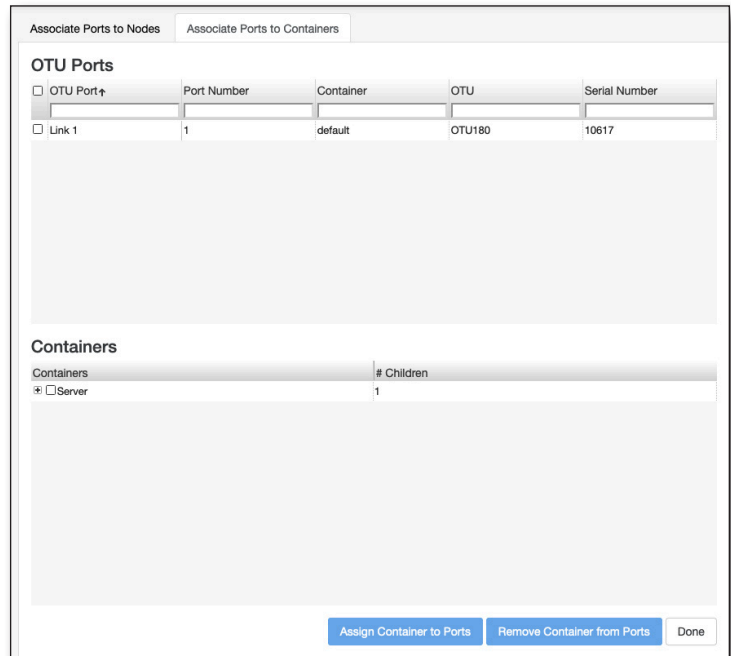 Associate Ports to Nodes Associate Ports to Containers
OTU Ports
OTU Port↑ Port Number Container OTU Serial Number
Link 1 1 default OTU180 10617
Containers
Containers # Children
Server 1
Assign Container to Ports Remove Container from Ports Done